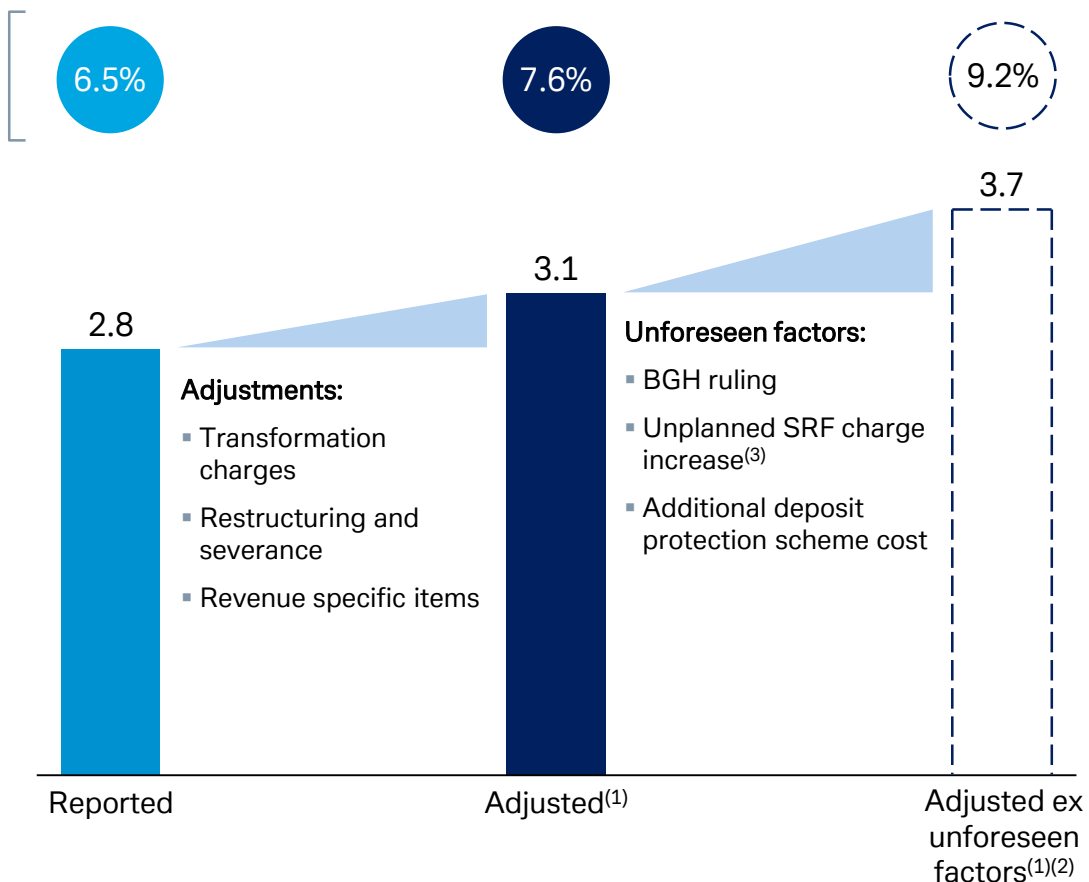 6.5%
7.6%
9.2%
3.7
3.1
2.8
Adjustments:
▪ Transformation
charges
▪ Restructuring and
severance
▪ Revenue specific items
Unforeseen factors:
▪ BGH ruling
▪ Unplanned SRF charge
increase(3)
▪ Additional deposit
protection scheme cost
Reported
Adjusted(1)
Adjusted ex
unforeseen
factors(1)(2)